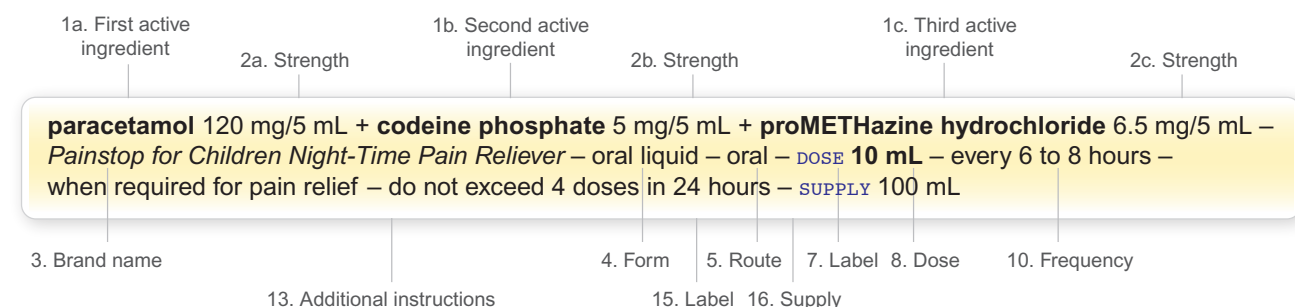 1a. First active
ingredient
1b. Second active
ingredient
1c. Third active
ingredient
2a. Strength
2b. Strength
2c. Strength
paracetamol 120 mg/5 mL + codeine phosphate 5 mg/5 mL + proMETHazine hydrochloride 6.5 mg/5 mL –
Painstop for Children Night-Time Pain Reliever – oral liquid – oral – DOSE 10 mL – every 6 to 8 hours –
when required for pain relief – do not exceed 4 doses in 24 hours – SUPPLY 100 mL
3. Brand name
4. Form
5. Route
7. Label
8. Dose
10. Frequency
13. Additional instructions
15. Label
16. Supply